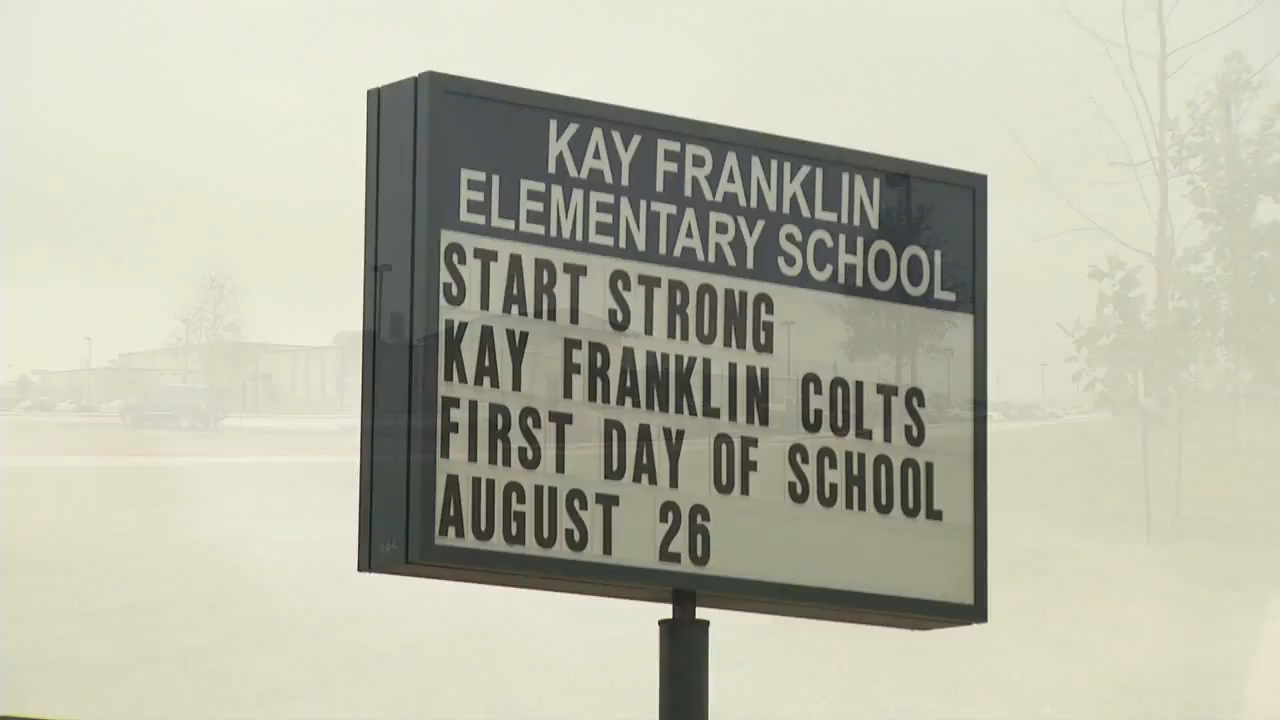 KAY FRANKLIN
ELEMENTARY SCHOOL
START STRONG
KAY FRANKLIN COLTS
FIRST DAY OF SCHOOL
AUGUST 26